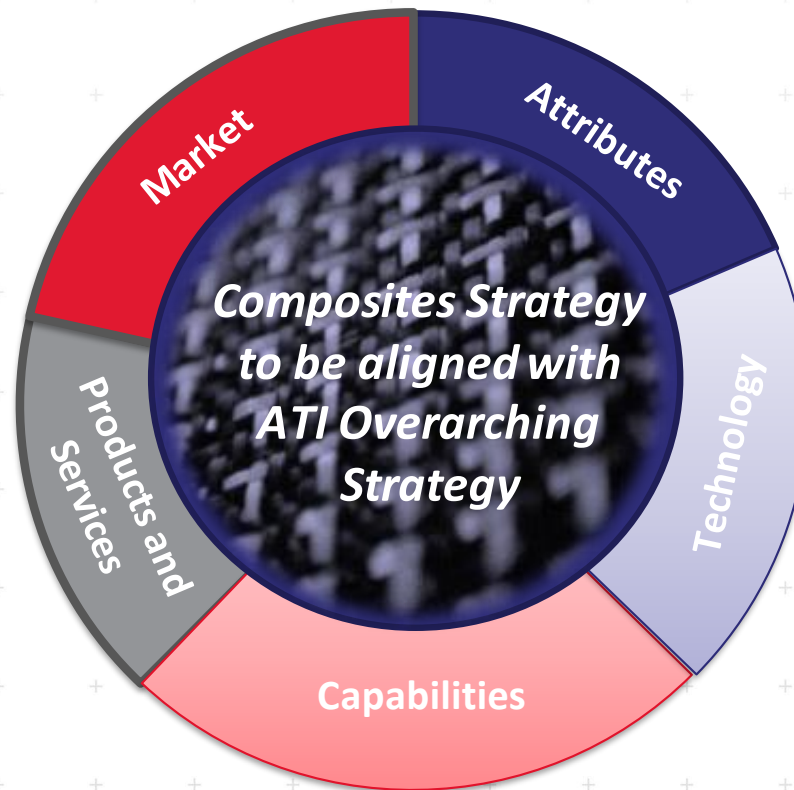 Market
Attributes
Composites Strategy
to be aligned with
ATI Overarching
Strategy
Technology
Products and
Services
Capabilities